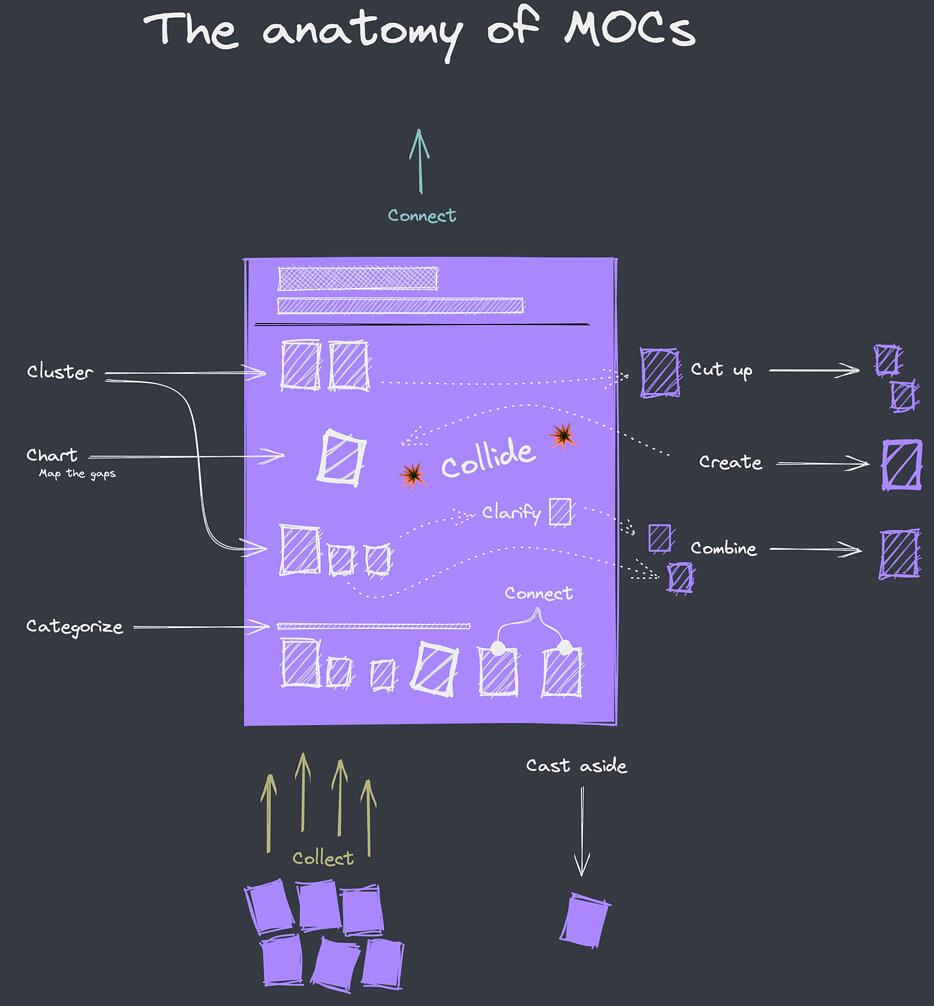 The anatomy of MOCs
Connect
Cluster
Cut up
Chart
Map the gaps
Collide
Create
Clarify
Combine
Connect
Categorize
Cast aside
Collect